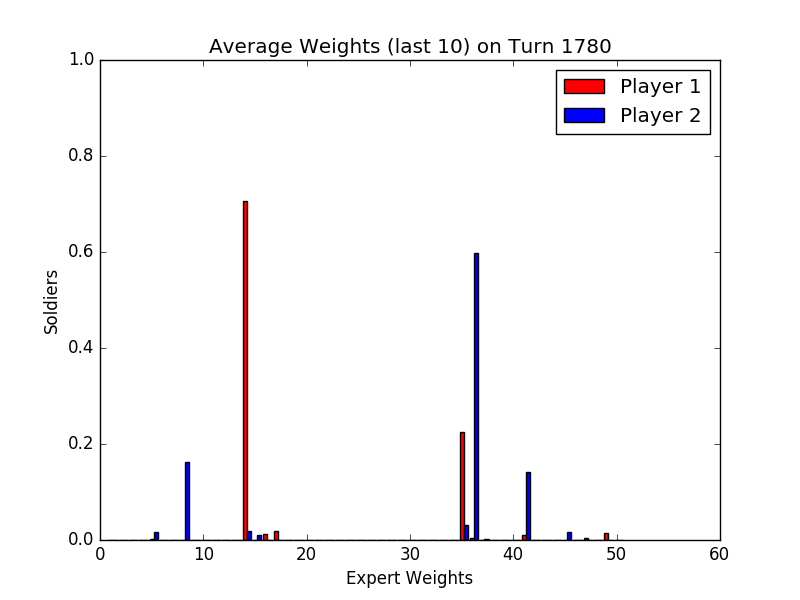 Average Weights (last 10) on Turn 1780
1.0
Player 1
Player 2
0.8
0.6
Soldiers
0.4
0.2
0.0
0 10 20 30 40 50 60
Expert Weights